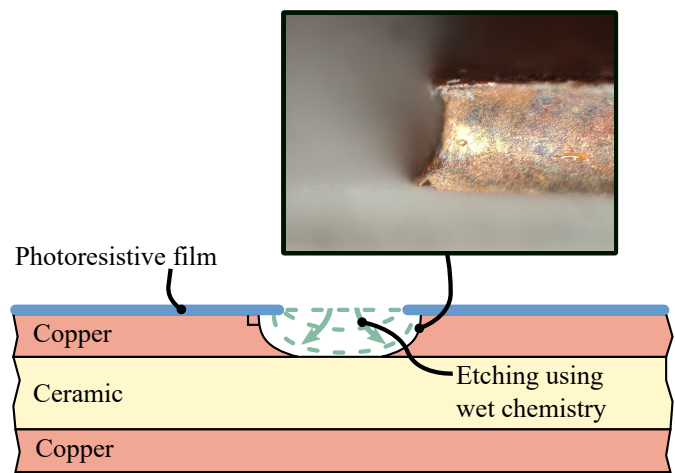 Photoresistive film
Copper
Ceramic
Etching using
wet chemistry
Copper